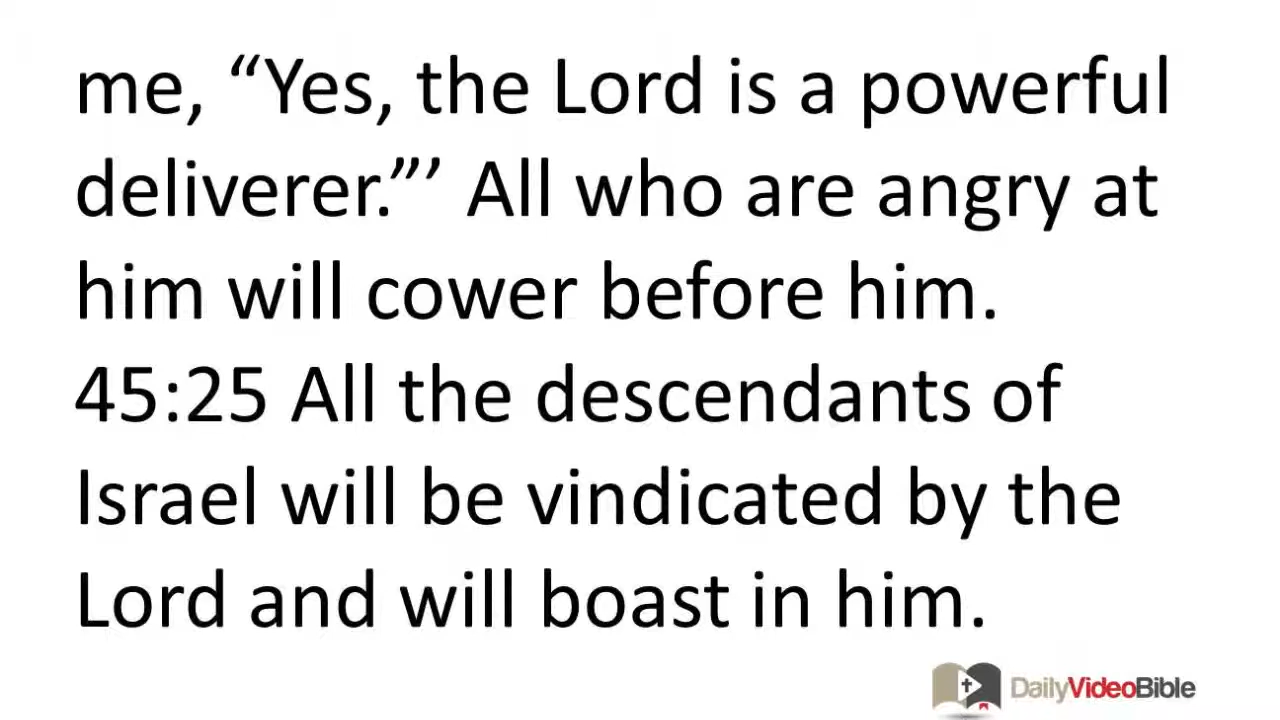 me, “Yes, the Lord is a powerful
deliverer.”’ All who are angry at
him will cower before him.
45:25 All the descendants of
Israel will be vindicated by the
Lord and will boast in him.
DailyVideoBible